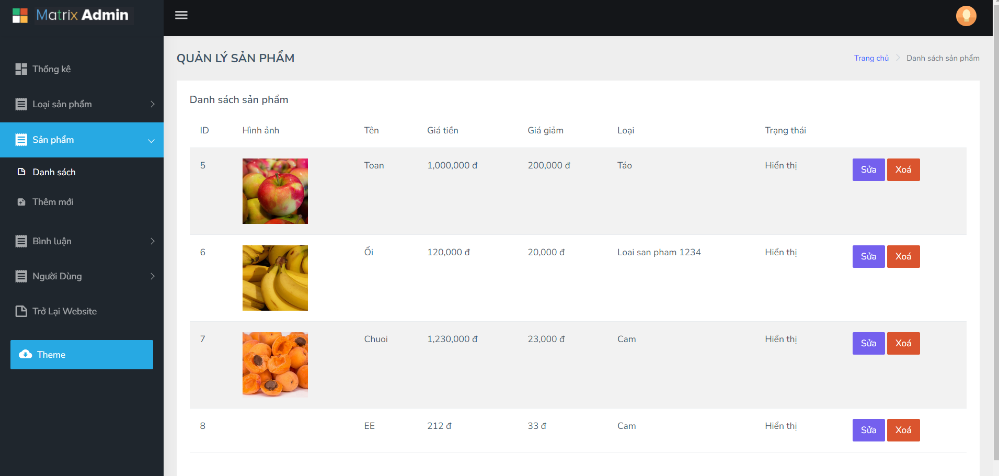 Matrix Admin
Thống kê
Loại sản phẩm
Sản phẩm
Danh sách
Thêm mới
Bình luận
Người Dùng
Trở Lại Website
Theme
QUẢN LÝ SẢN PHẨM
Trang chủ Danh sách sản phẩm
Danh sách sản phẩm
ID Hình ảnh Tên Giá tiền Giá giảm Loại Trạng thái
5 Toan 1,000,000 đ 200,000 đ Táo Hiển thị Sửa Xoá
6 Ổi 120,000 đ 20,000 đ Loai san pham 1234 Hiển thị Sửa Xoá
7 Chuoi 1,230,000 đ 23,000 đ Cam Hiển thị Sửa Xoá
8 EE 212 đ 33 đ Cam Hiển thị Sửa Xoá